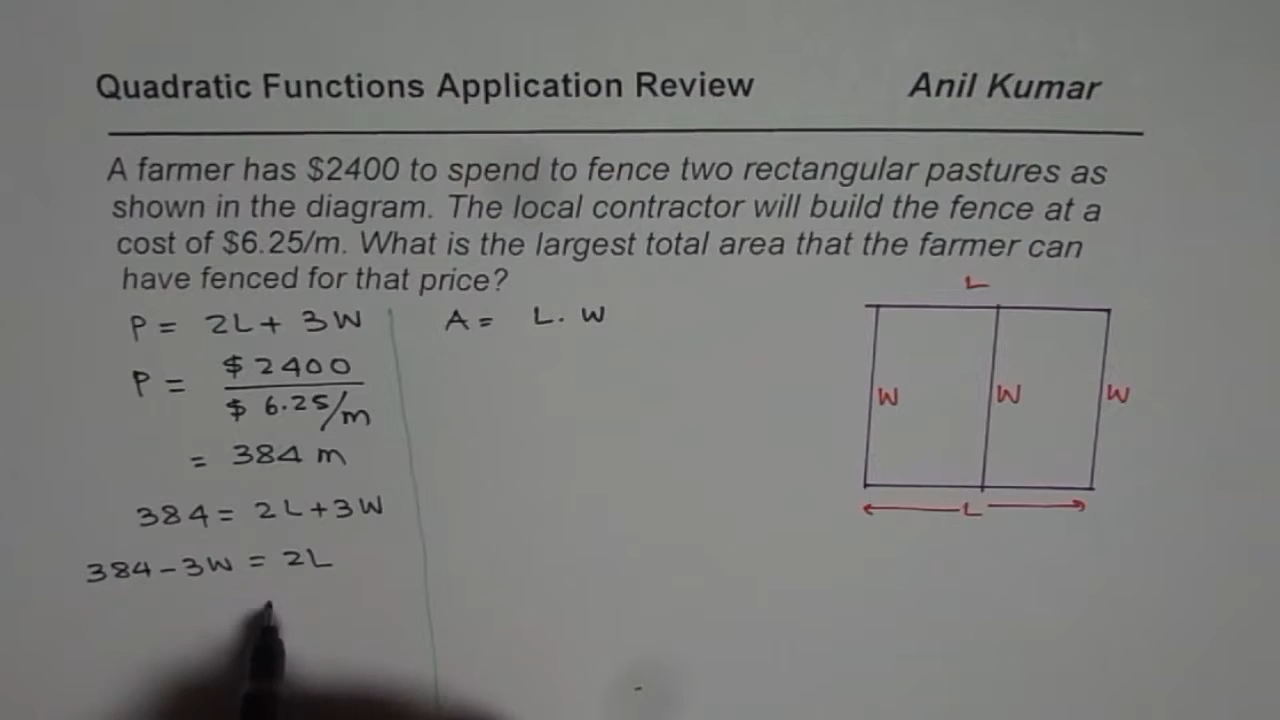 Quadratic Functions Application Review Anil Kumar
A farmer has $2400 to spend to fence two rectangular pastures as
shown in the diagram. The local contractor will build the fence at a
cost of $6.25/m. What is the largest total area that the farmer can
have fenced for that price?
P = 2L + 3W
P = $2400 / $6.25/m
= 384 m
384 = 2L + 3W
384 - 3W = 2L
A = L. W
L
W W W
L